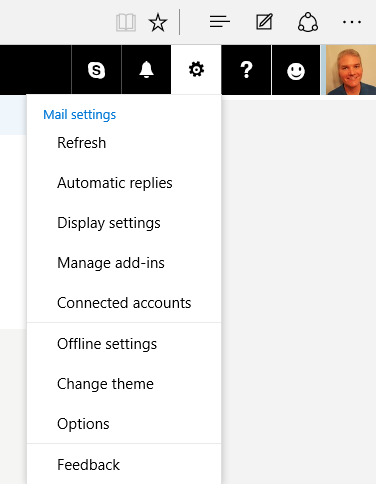 Mail settings
Refresh
Automatic replies
Display settings
Manage add-ins
Connected accounts
Offline settings
Change theme
Options
Feedback